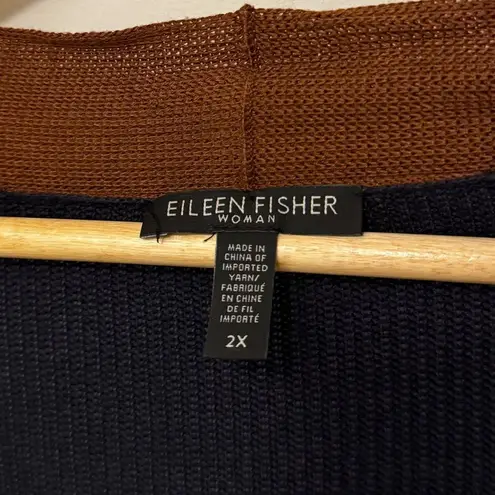 EILEEN FISHER
WOMAN
MADE IN
CHINA OF
IMPORTED
YARN/
FABRIQUÉ
EN CHINE
DE FIL
IMPORTÉ
2X